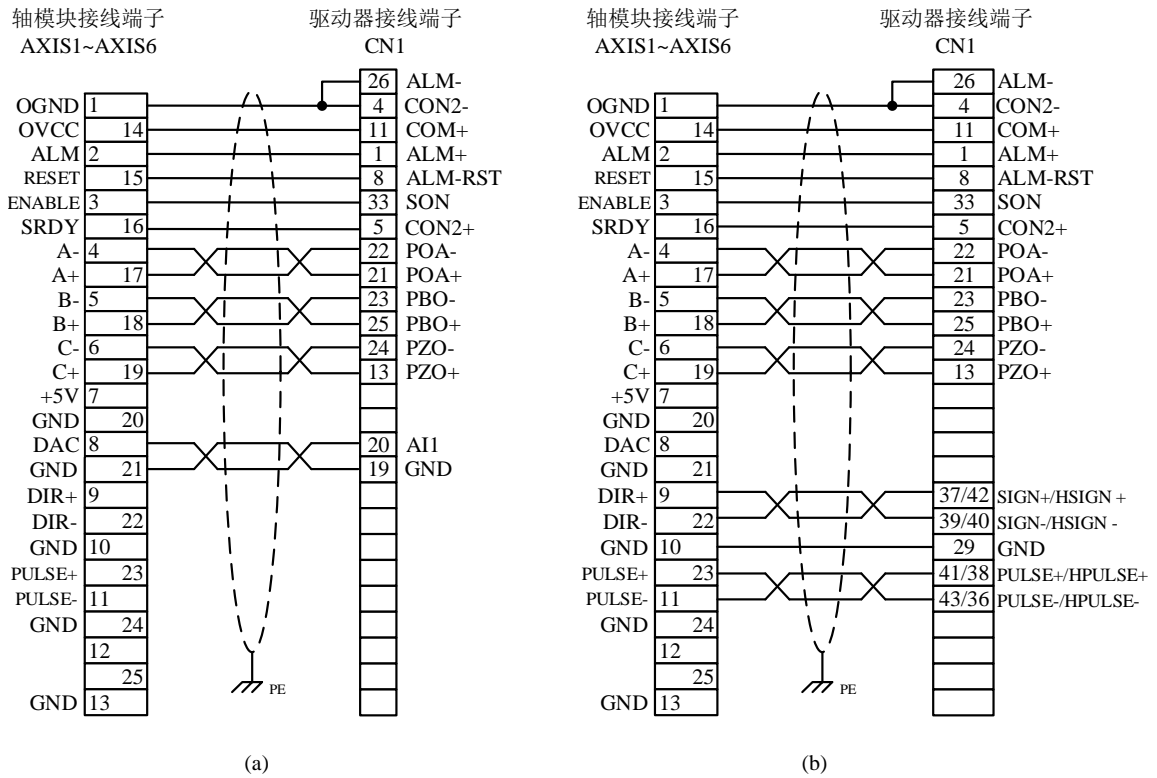 轴模块接线端子 驱动器接线端子
AXIS1~AXIS6 CN1
26 ALM-
OGND 1 4 CON2-
OVCC 14 11 COM+
ALM 2 1 ALM+
RESET 15 8 ALM-RST
ENABLE 3 33 SON
SRDY 16 5 CON2+
A- 4 22 POA-
A+ 17 21 POA+
B- 5 23 PBO-
B+ 18 25 PBO+
C- 6 24 PZO-
C+ 19 13 PZO+
+5V 7
GND 20
DAC 8 20 AI1
GND 21 19 GND
DIR+ 9
DIR- 22
GND 10
PULSE+ 23
PULSE- 11
GND 24
12
25
GND 13
PE
(a)
轴模块接线端子 驱动器接线端子
AXIS1~AXIS6 CN1
26 ALM-
OGND 1 4 CON2-
OVCC 14 11 COM+
ALM 2 1 ALM+
RESET 15 8 ALM-RST
ENABLE 3 33 SON
SRDY 16 5 CON2+
A- 4 22 POA-
A+ 17 21 POA+
B- 5 23 PBO-
B+ 18 25 PBO+
C- 6 24 PZO-
C+ 19 13 PZO+
+5V 7
GND 20
DAC 8
GND 21
DIR+ 9 37/42 SIGN+/HSIGN +
DIR- 22 39/40 SIGN-/HSIGN -
GND 10 29 GND
PULSE+ 23 41/38 PULSE+/HPULSE+
PULSE- 11 43/36 PULSE-/HPULSE-
GND 24
12
25
GND 13
PE
(b)